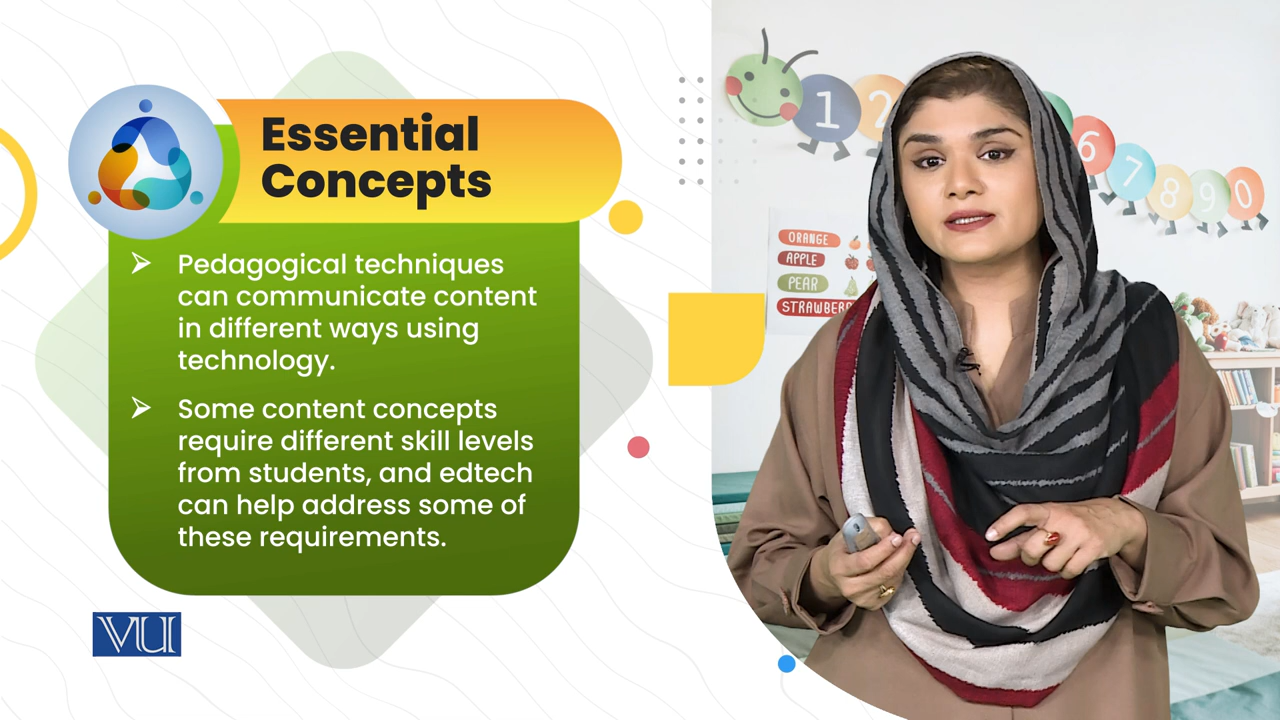 Essential
Concepts
Pedagogical techniques
can communicate content
in different ways using
technology.
Some content concepts
require different skill levels
from students, and edtech
can help address some of
these requirements.
VU
1 2
6 7 8 9 0
ORANGE
APPLE
PEAR